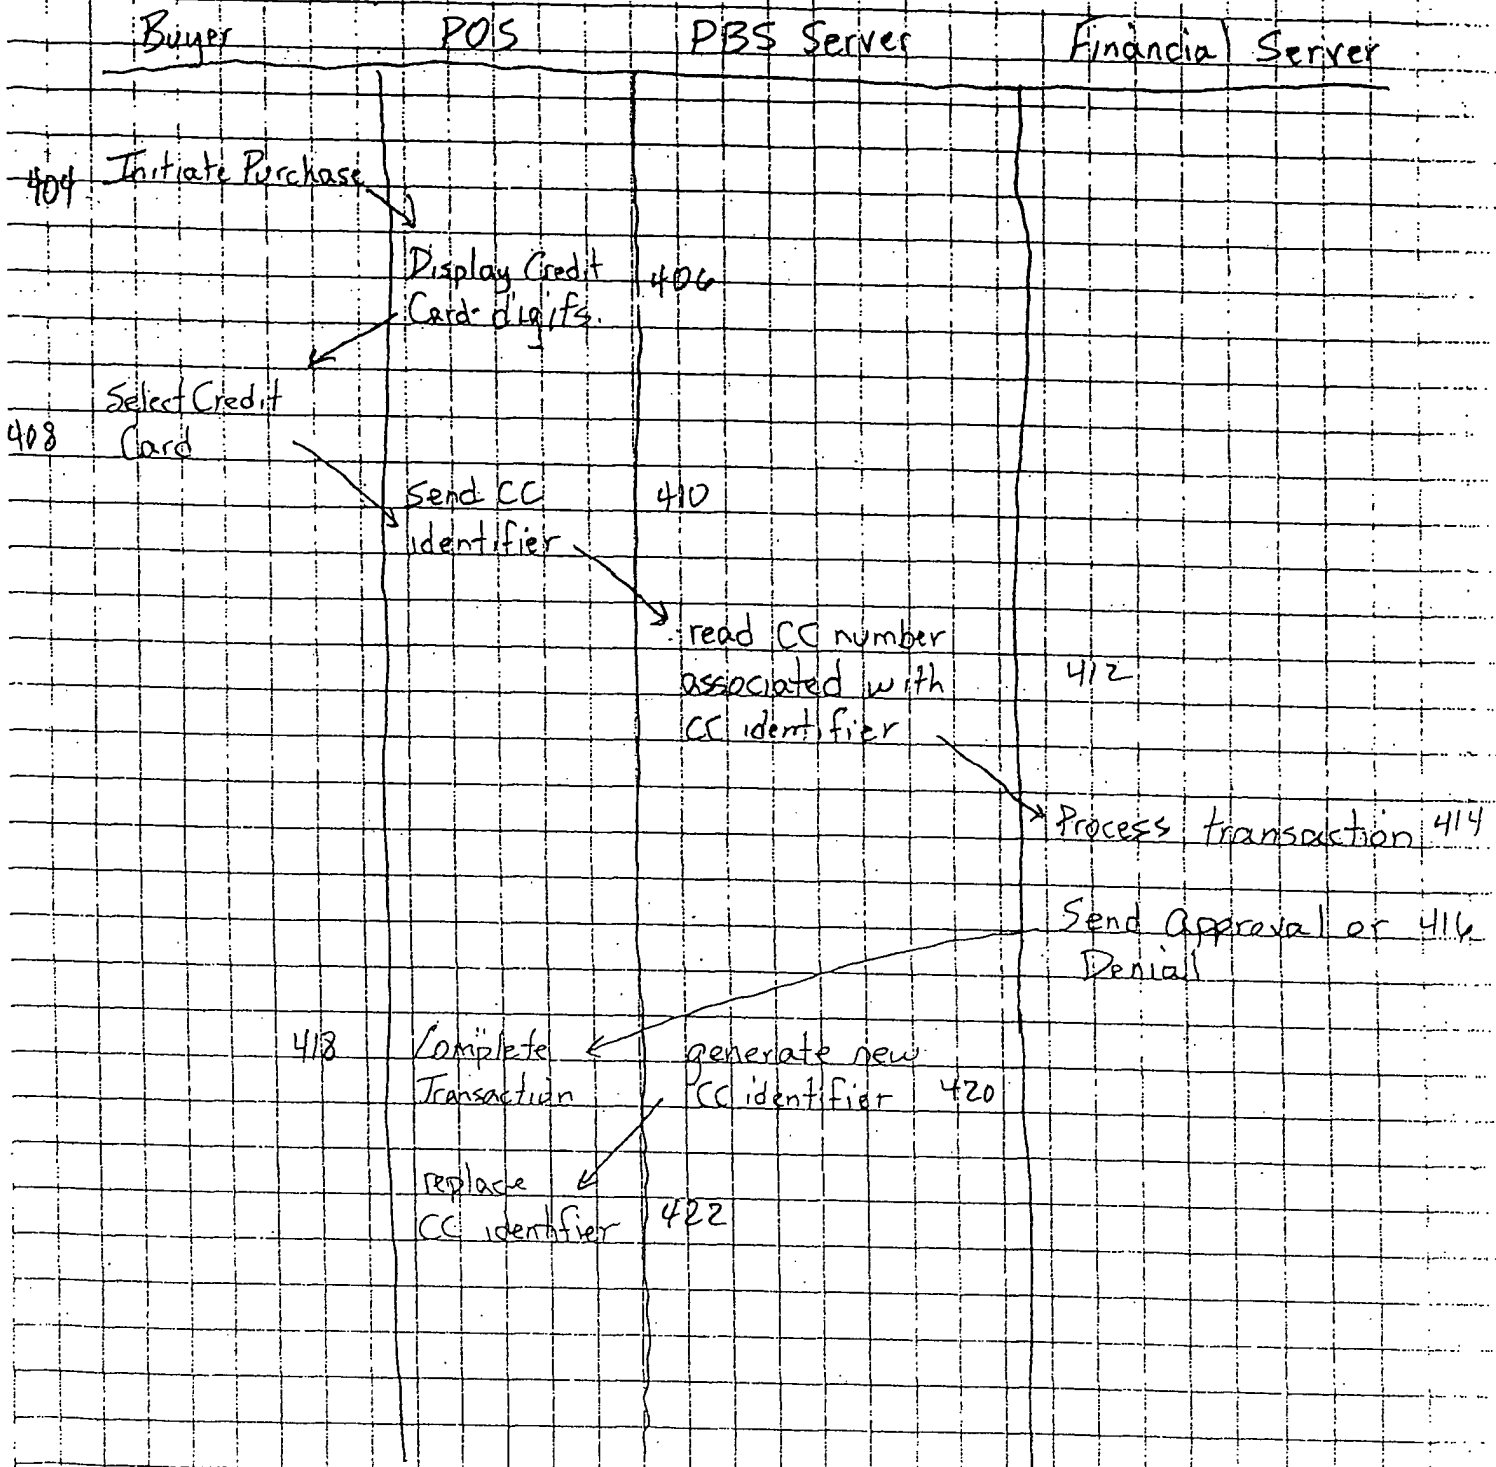 Buyer POS PBS Server Financial Server
404 Initiate Purchase
Display Credit 406
Card digits.
Select Credit
408 Card
Send CC 410
identifier
read CC number
associated with 412
CC identifier
Process transaction 414
Send Approval or 416
Denial
418 Complete generate new
Transaction CC identifier 420
replace
CC identifier 422